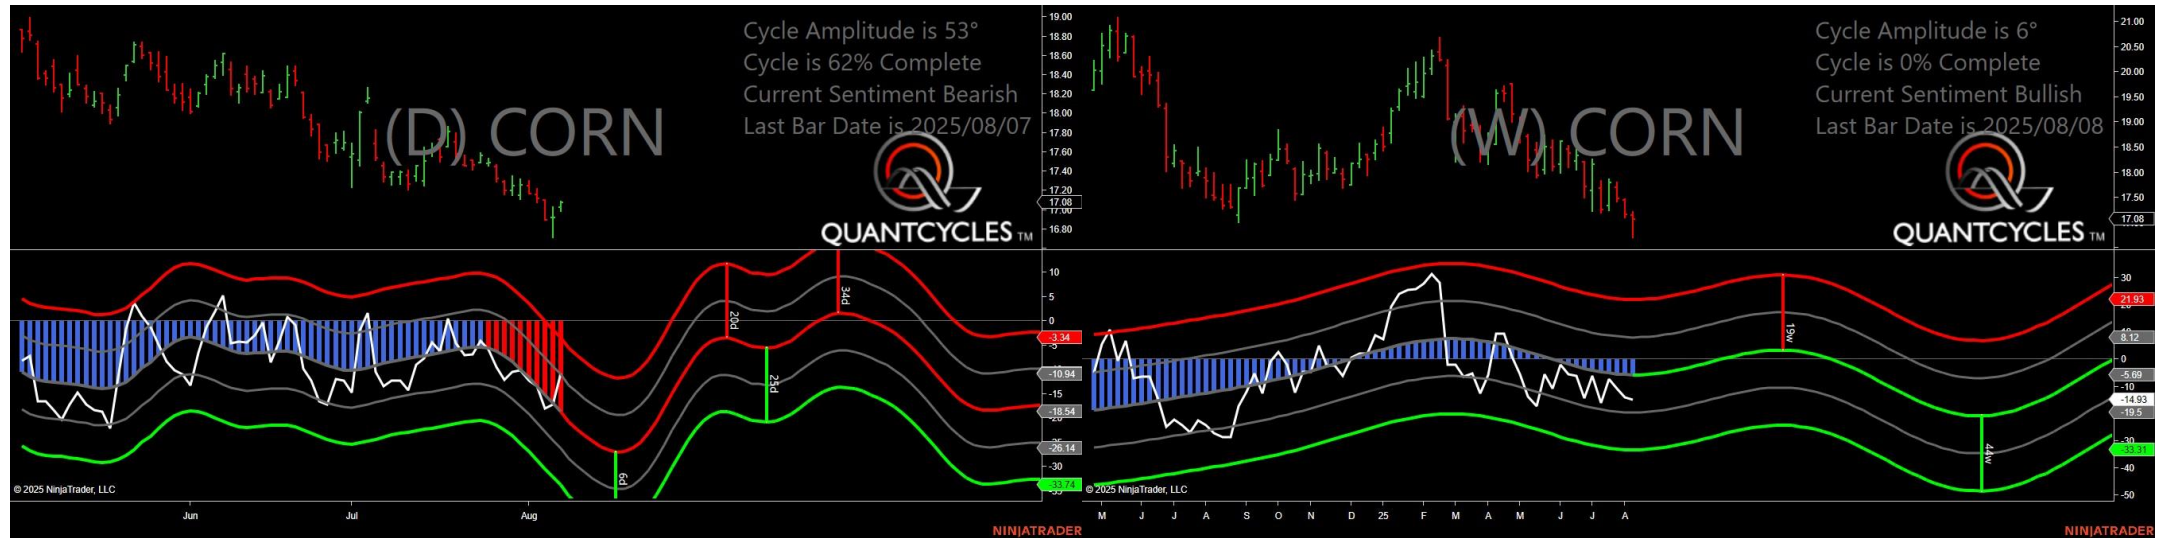 Cycle Amplitude is 53°
Cycle is 62% Complete
Current Sentiment Bearish
Last Bar Date is 2025/08/07
(D) CORN
QUANTCYCLES TM
19.00
18.80
18.60
18.40
18.20
18.00
17.80
17.60
17.40
17.20
17.08
17.00
16.80
10
5
0
-3.34
-5
-10.94
-15
-18.54
-26.14
-30
-33.74
20d
34d
25d
6d
© 2025 NinjaTrader, LLC
Jun
Jul
Aug
NINJATRADER
Cycle Amplitude is 6°
Cycle is 0% Complete
Current Sentiment Bullish
Last Bar Date is 2025/08/08
(W) CORN
QUANTCYCLES TM
21.00
20.50
20.00
19.50
19.00
18.50
18.00
17.50
17.08
30
21.93
8.12
0
-5.69
-10
-14.93
-19.5
-30
-33.31
-40
-50
19w
44w
© 2025 NinjaTrader, LLC
M
J
J
A
S
O
N
D
25
F
M
A
M
J
J
A
NINJATRADER